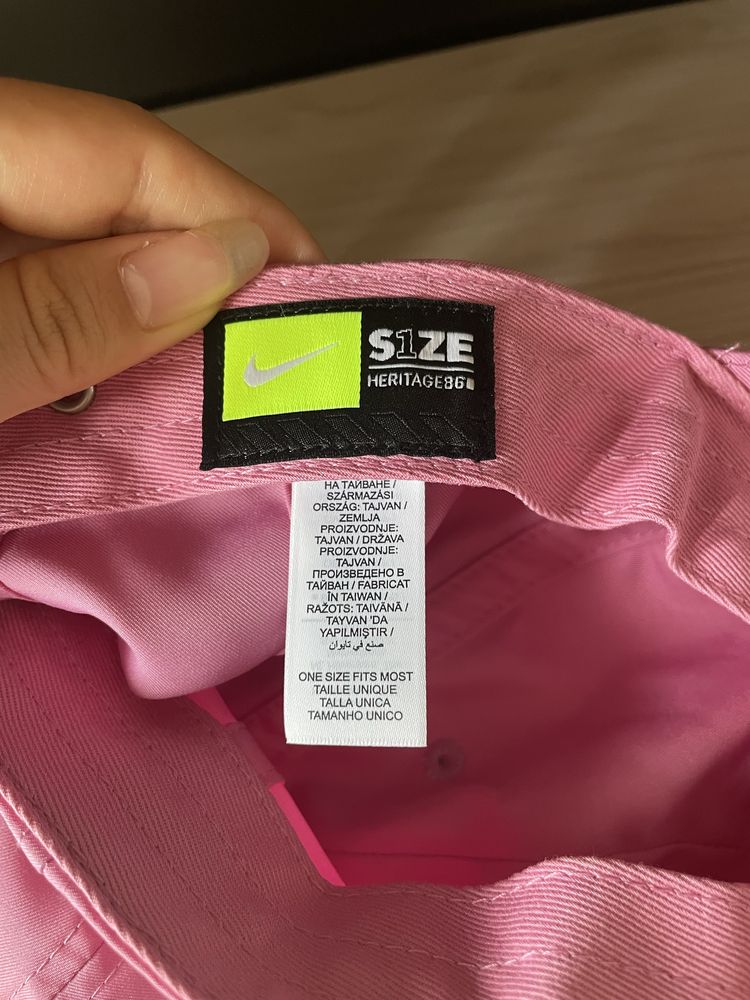 S1ZE
HERITAGE86
НА ТАЙВАНЕ /
SZÁRMAZÁSI
ORSZÁG: TAJVAN /
ZEMLJA
PROIZVODNJE:
TAJVAN / DRŽAVA
PROIZVODNJE:
TAJVAN /
ПРОИЗВЕДЕНО В
ТАЙВАН / FABRICAT
ÎN TAIWAN /
RAŽOTS: TAIVĀNĀ /
TAYVAN 'DA
YAPILMIŞTIR /
صنع في تايوان
ONE SIZE FITS MOST
TAILLE UNIQUE
TALLA UNICA
TAMANHO UNICO